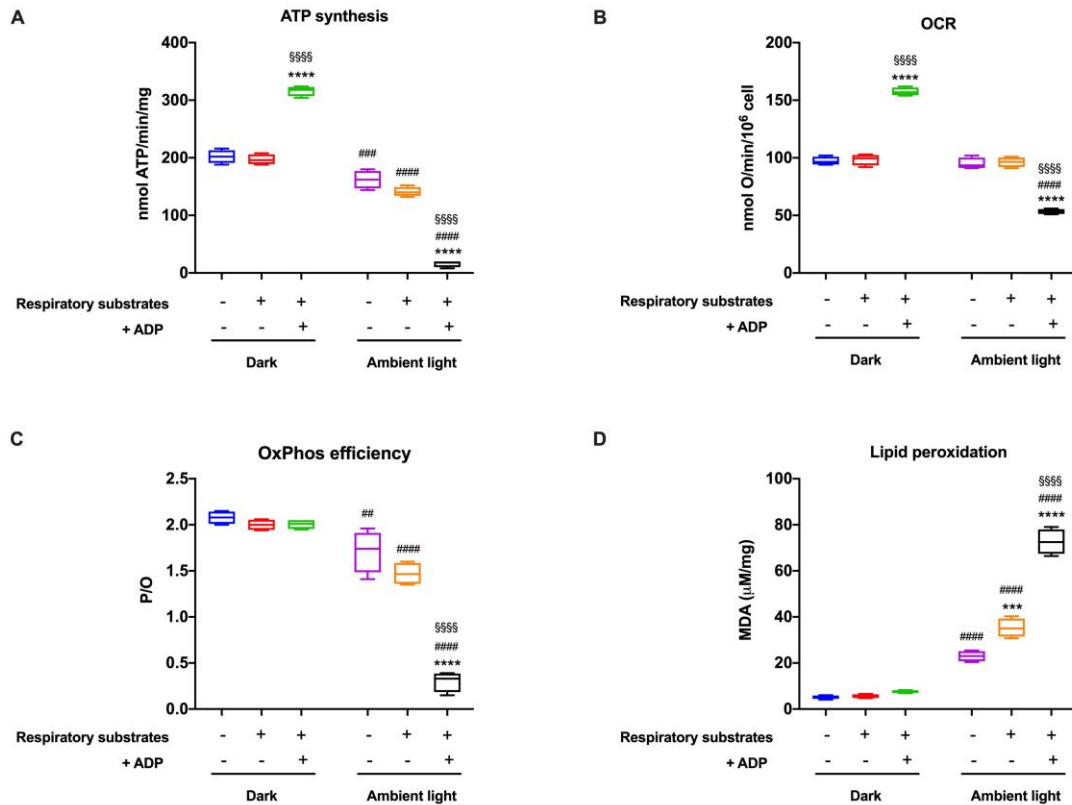 A
ATP synthesis
400
300
200
100
0
nmol ATP/min/mg
§§§§
****
###
####
§§§§
####
****
Respiratory substrates - + + - + +
+ ADP - - + - - +
Dark Ambient light
B
OCR
200
150
100
50
0
nmol O/min/10⁶ cell
§§§§
****
§§§§
####
****
Respiratory substrates - + + - + +
+ ADP - - + - - +
Dark Ambient light
C
OxPhos efficiency
2.5
2.0
1.5
1.0
0.5
0.0
P/O
##
####
§§§§
####
****
Respiratory substrates - + + - + +
+ ADP - - + - - +
Dark Ambient light
D
Lipid peroxidation
100
80
60
40
20
0
MDA (μM/mg)
####
####
***
§§§§
####
****
Respiratory substrates - + + - + +
+ ADP - - + - - +
Dark Ambient light